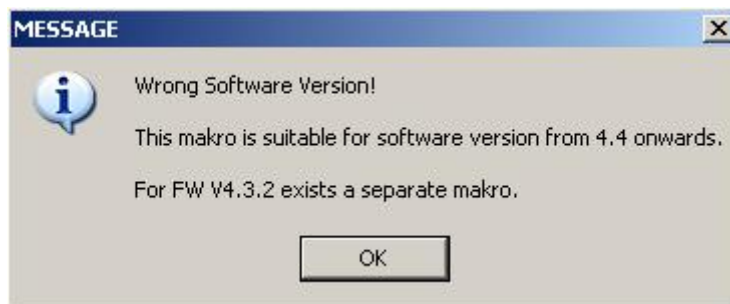 MESSAGE
Wrong Software Version!
This makro is suitable for software version from 4.4 onwards.
For FW V4.3.2 exists a separate makro.
OK